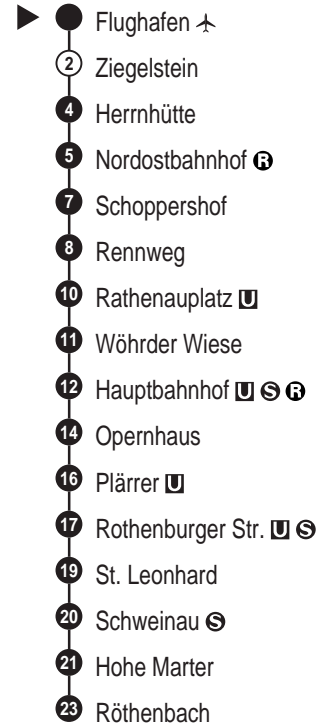 Flughafen
2 Ziegelstein
4 Herrnhütte
5 Nordostbahnhof R
7 Schoppershof
8 Rennweg
10 Rathenauplatz U
11 Wöhrder Wiese
12 Hauptbahnhof U S R
14 Opernhaus
16 Plärrer U
17 Rothenburger Str. U S
19 St. Leonhard
20 Schweinau S
21 Hohe Marter
23 Röthenbach